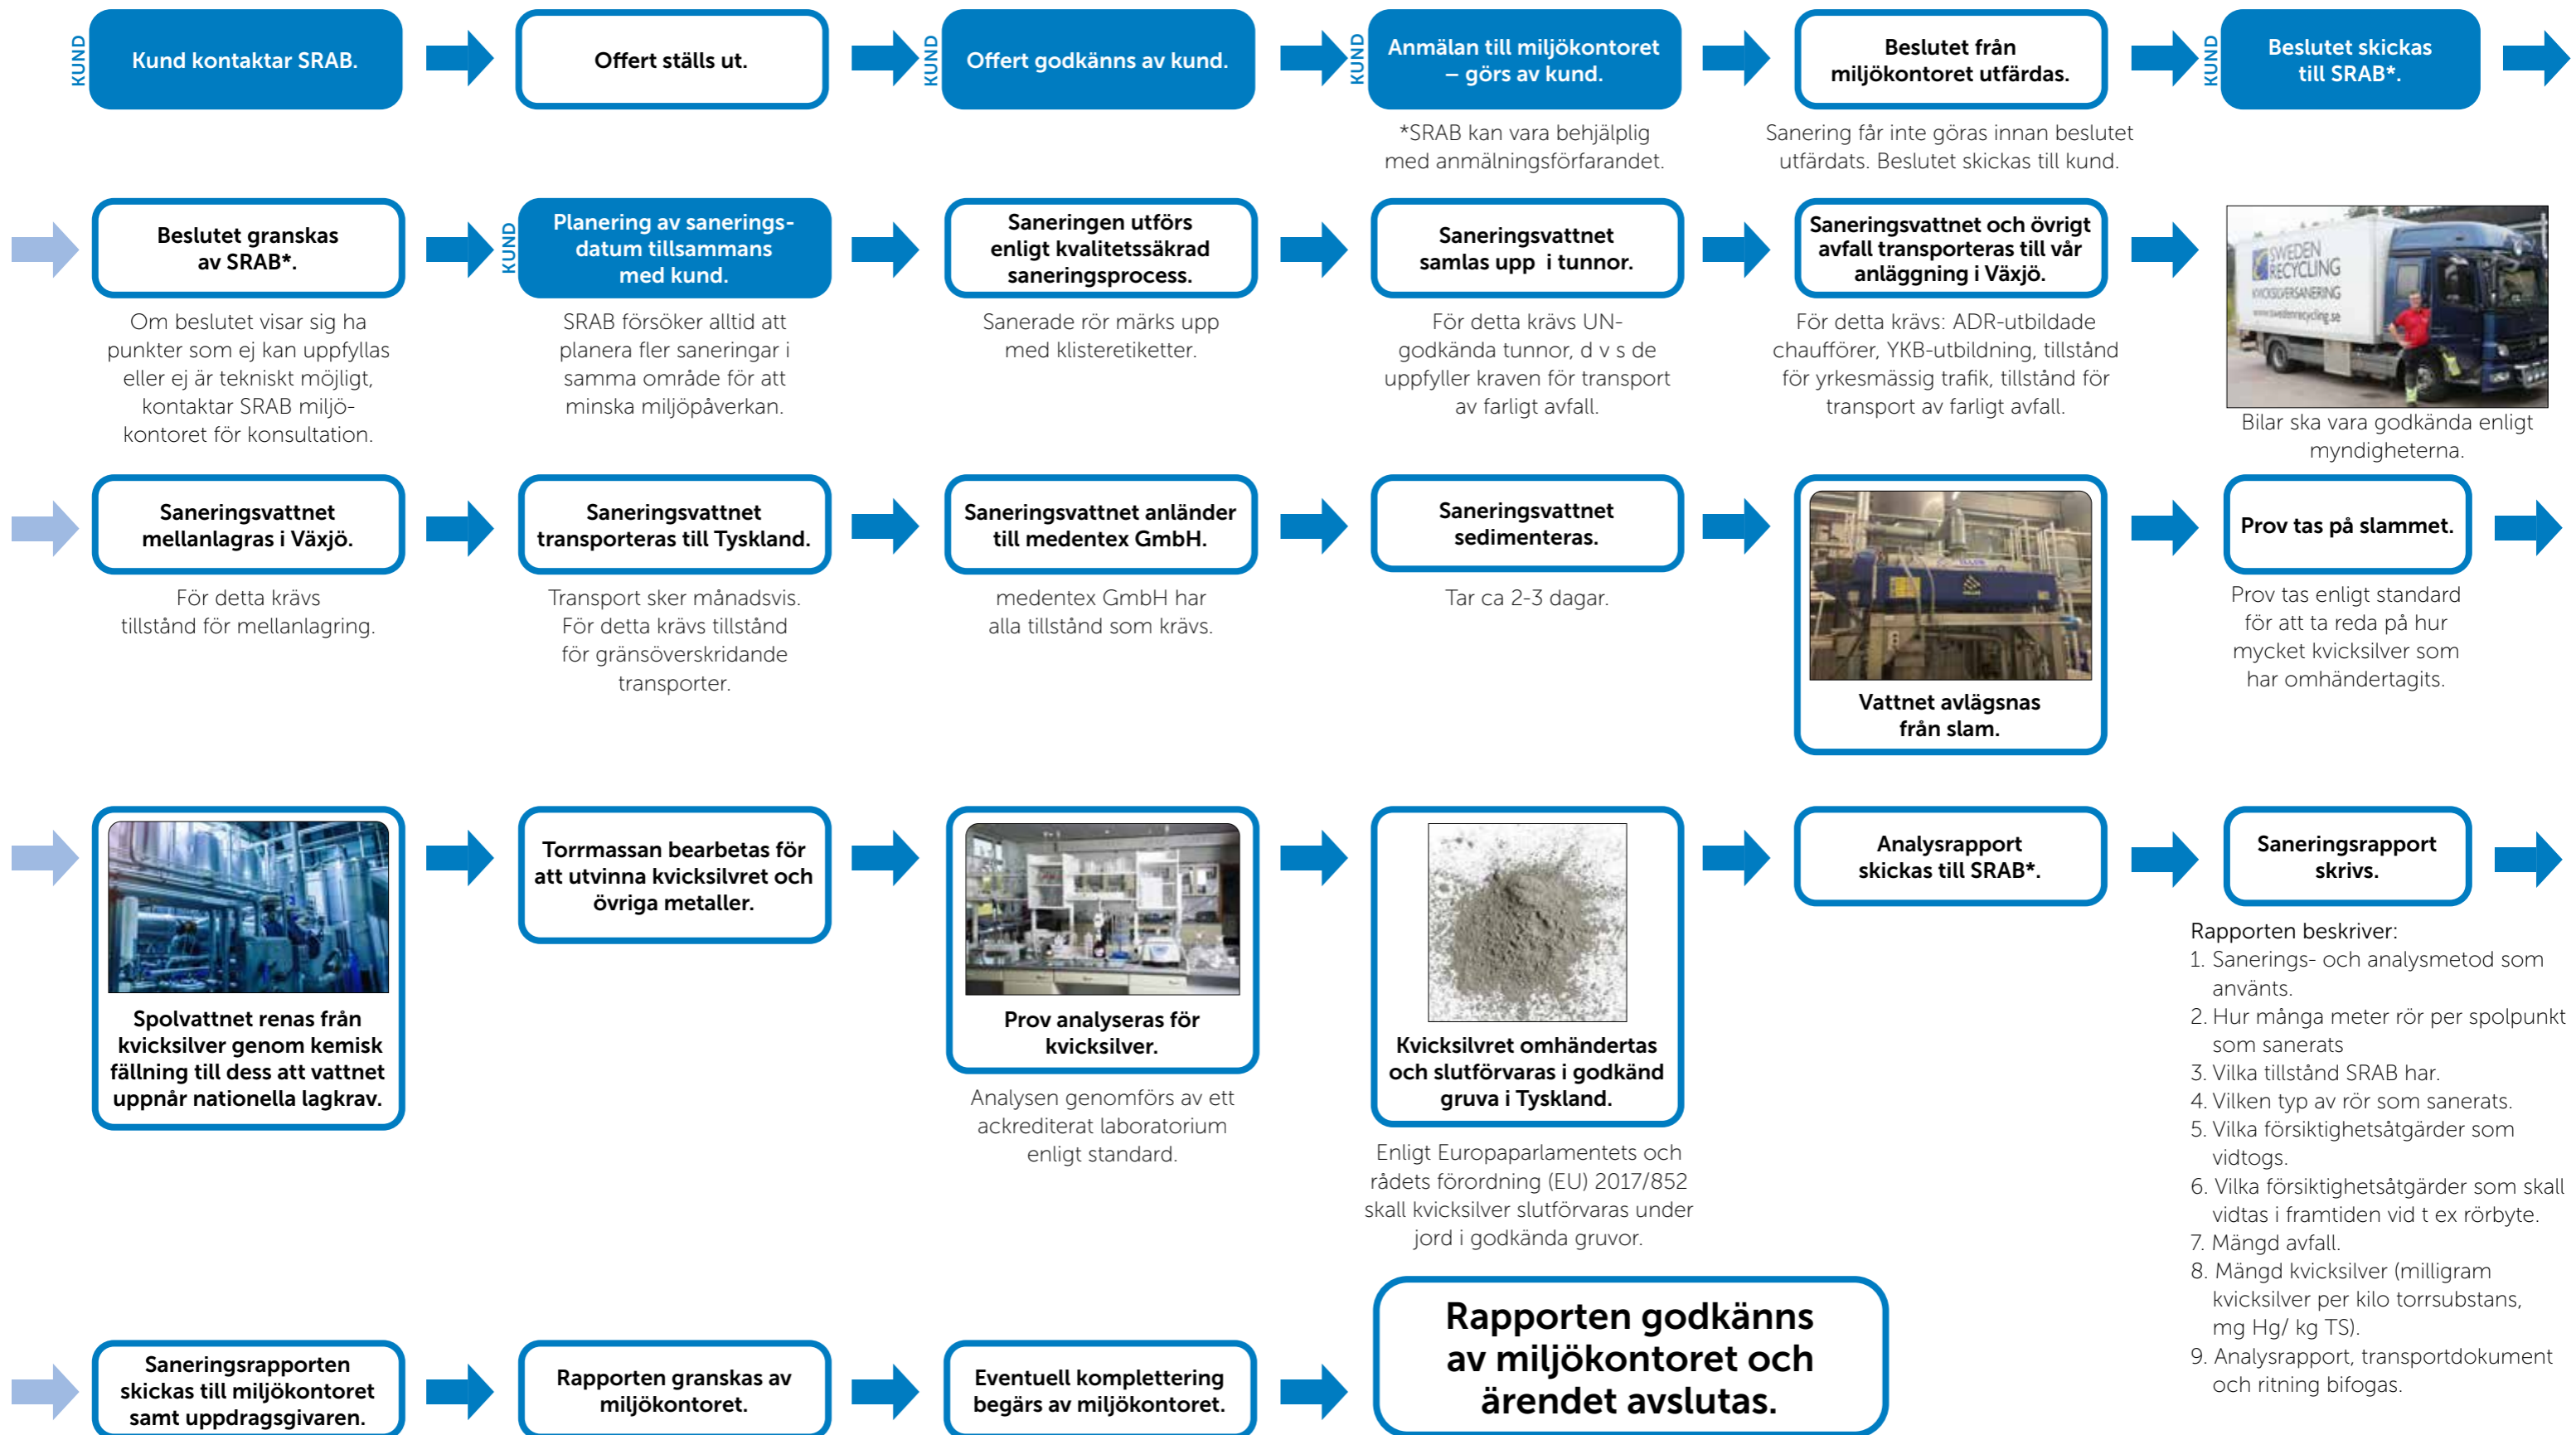 KUND
Kund kontaktar SRAB.
Offert ställs ut.
KUND
Offert godkänns av kund.
KUND
Anmälan till miljökontoret
– görs av kund.
*SRAB kan vara behjälplig
med anmälningsförfarandet.
Beslutet från
miljökontoret utfärdas.
Sanering får inte göras innan beslutet
utfärdats. Beslutet skickas till kund.
KUND
Beslutet skickas
till SRAB*.
Beslutet granskas
av SRAB*.
Om beslutet visar sig ha
punkter som ej kan uppfyllas
eller ej är tekniskt möjligt,
kontaktar SRAB miljö-
kontoret för konsultation.
KUND
Planering av sanerings-
datum tillsammans
med kund.
SRAB försöker alltid att
planera fler saneringar i
samma område för att
minska miljöpåverkan.
Saneringen utförs
enligt kvalitetssäkrad
saneringsprocess.
Sanerade rör märks upp
med klisteretiketter.
Saneringsvattnet
samlas upp i tunnor.
För detta krävs UN-
godkända tunnor, d v s de
uppfyller kraven för transport
av farligt avfall.
Saneringsvattnet och övrigt
avfall transporteras till vår
anläggning i Växjö.
För detta krävs: ADR-utbildade
chaufförer, YKB-utbildning, tillstånd
för yrkesmässig trafik, tillstånd för
transport av farligt avfall.
SWEDEN
RECYCLING
KVICKSILVERSANERING
www.swedenrecycling.se
Bilar ska vara godkända enligt
myndigheterna.
Saneringsvattnet
mellanlagras i Växjö.
För detta krävs
tillstånd för mellanlagring.
Saneringsvattnet
transporteras till Tyskland.
Transport sker månadsvis.
För detta krävs tillstånd
för gränsöverskridande
transporter.
Saneringsvattnet anländer
till medentex GmbH.
medentex GmbH har
alla tillstånd som krävs.
Saneringsvattnet
sedimenteras.
Tar ca 2-3 dagar.
Vattnet avlägsnas
från slam.
Prov tas på slammet.
Prov tas enligt standard
för att ta reda på hur
mycket kvicksilver som
har omhändertagits.
Spolvattnet renas från
kvicksilver genom kemisk
fällning till dess att vattnet
uppnår nationella lagkrav.
Torrmassan bearbetas för
att utvinna kvicksilvret och
övriga metaller.
Prov analyseras för
kvicksilver.
Analysen genomförs av ett
ackrediterat laboratorium
enligt standard.
Kvicksilvret omhändertas
och slutförvaras i godkänd
gruva i Tyskland.
Enligt Europaparlamentets och
rådets förordning (EU) 2017/852
skall kvicksilver slutförvaras under
jord i godkända gruvor.
Analysrapport
skickas till SRAB*.
Saneringsrapport
skrivs.
Rapporten beskriver:
1. Sanerings- och analysmetod som
använts.
2. Hur många meter rör per spolpunkt
som sanerats
3. Vilka tillstånd SRAB har.
4. Vilken typ av rör som sanerats.
5. Vilka försiktighetsåtgärder som
vidtogs.
6. Vilka försiktighetsåtgärder som skall
vidtas i framtiden vid t ex rörbyte.
7. Mängd avfall.
8. Mängd kvicksilver (milligram
kvicksilver per kilo torrsubstans,
mg Hg/ kg TS).
9. Analysrapport, transportdokument
och ritning bifogas.
Saneringsrapporten
skickas till miljökontoret
samt uppdragsgivaren.
Rapporten granskas av
miljökontoret.
Eventuell komplettering
begärs av miljökontoret.
Rapporten godkänns
av miljökontoret och
ärendet avslutas.